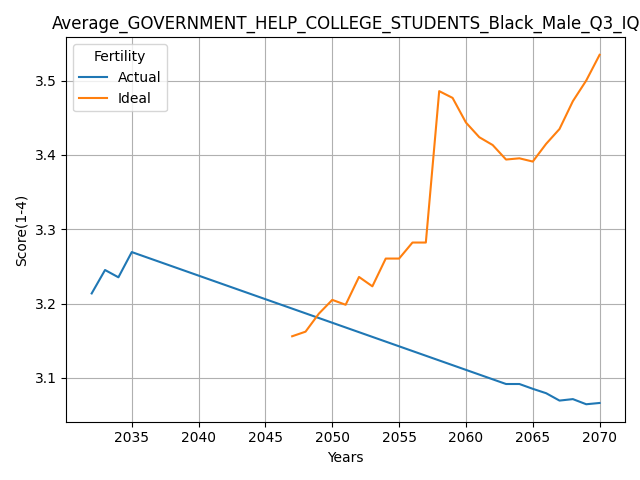 Average_GOVERNMENT_HELP_COLLEGE_STUDENTS_Black_Male_Q3_IQ
Fertility
Actual
Ideal
3.5
3.4
3.3
3.2
3.1
Score(1-4)
2035 2040 2045 2050 2055 2060 2065 2070
Years